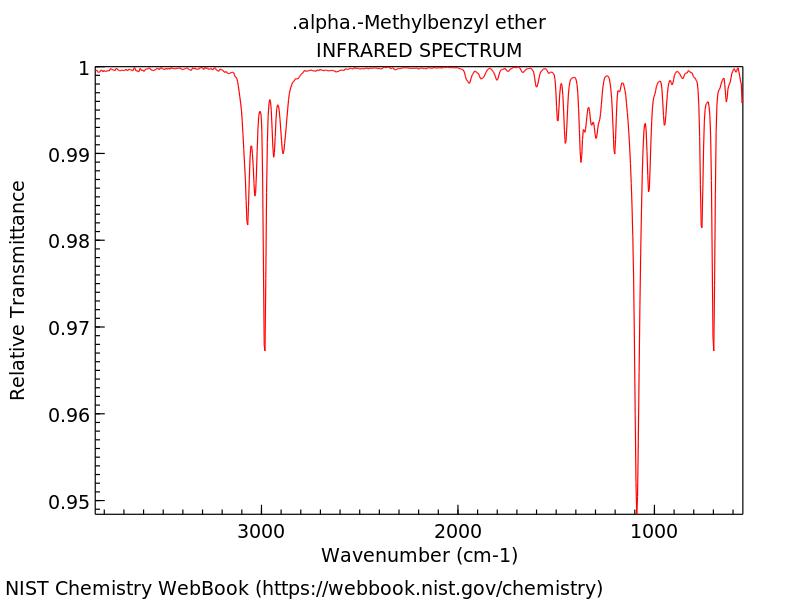 .alpha.-Methylbenzyl ether
INFRARED SPECTRUM
1
0.99
0.98
0.97
0.96
0.95
Relative Transmittance
3000 2000 1000
Wavenumber (cm-1)
NIST Chemistry WebBook (https://webbook.nist.gov/chemistry)